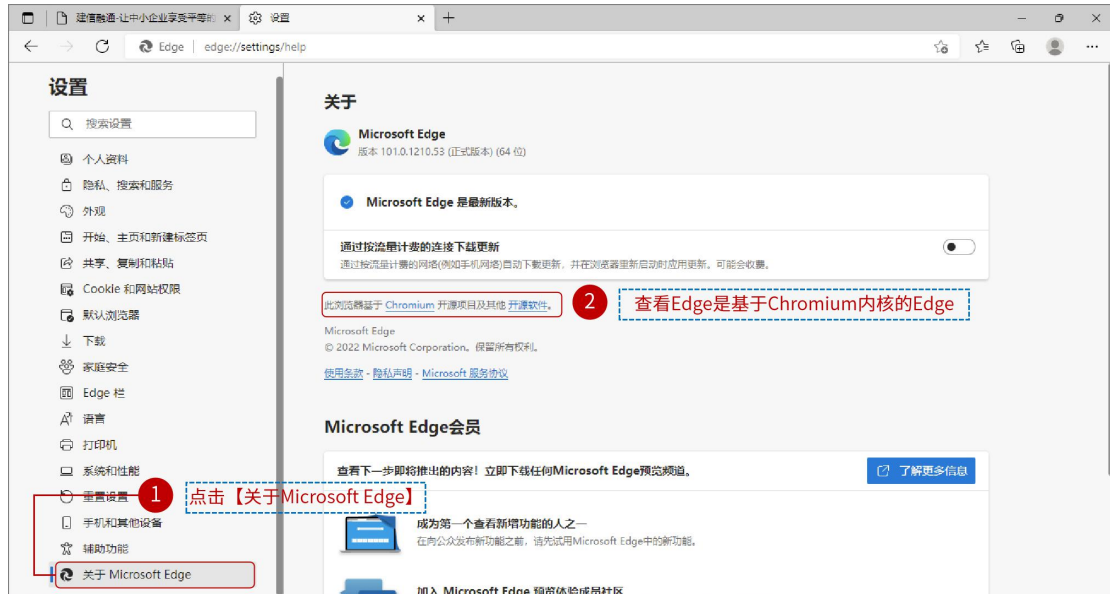 建信融通-让中小企业享受平等的
设置
Edge
edge://settings/help
设置
搜索设置
个人资料
隐私、搜索和服务
外观
开始、主页和新建标签页
共享、复制和粘贴
Cookie 和网站权限
默认浏览器
下载
家庭安全
Edge 栏
语言
打印机
系统和性能
重置设置
手机和其他设备
辅助功能
关于 Microsoft Edge
1
点击【关于Microsoft Edge】
关于
Microsoft Edge
版本 101.0.1210.53 (正式版本) (64 位)
Microsoft Edge 是最新版本。
通过按流量计费的连接下载更新
通过按流量计费的网络(例如手机网络)自动下载更新，并在浏览器重新启动时应用更新。可能会收费。
此浏览器基于 Chromium 开源项目及其他 开源软件。
2
查看Edge是基于Chromium内核的Edge
Microsoft Edge
© 2022 Microsoft Corporation。保留所有权利。
使用条款 - 隐私声明 - Microsoft 服务协议
Microsoft Edge会员
查看下一步即将推出的内容！立即下载任何Microsoft Edge预览频道。
了解更多信息
成为第一个查看新增功能的人之一
在向公众发布新功能之前，请先试用Microsoft Edge中的新功能。
加入 Microsoft Edge 预览体验成员社区